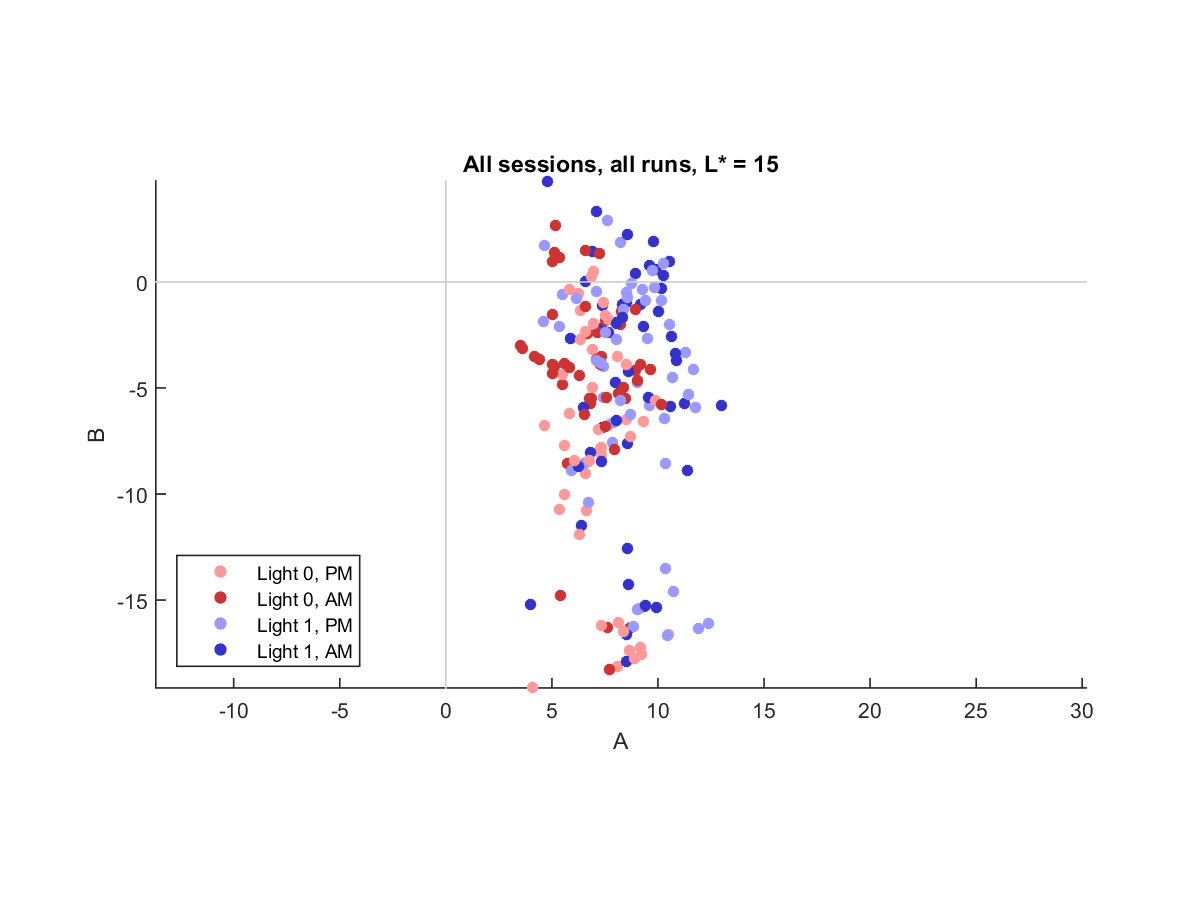 All sessions, all runs, L* = 15
0
-5
-10
-15
B
Light 0, PM
Light 0, AM
Light 1, PM
Light 1, AM
-10 -5 0 5 10 15 20 25 30
A